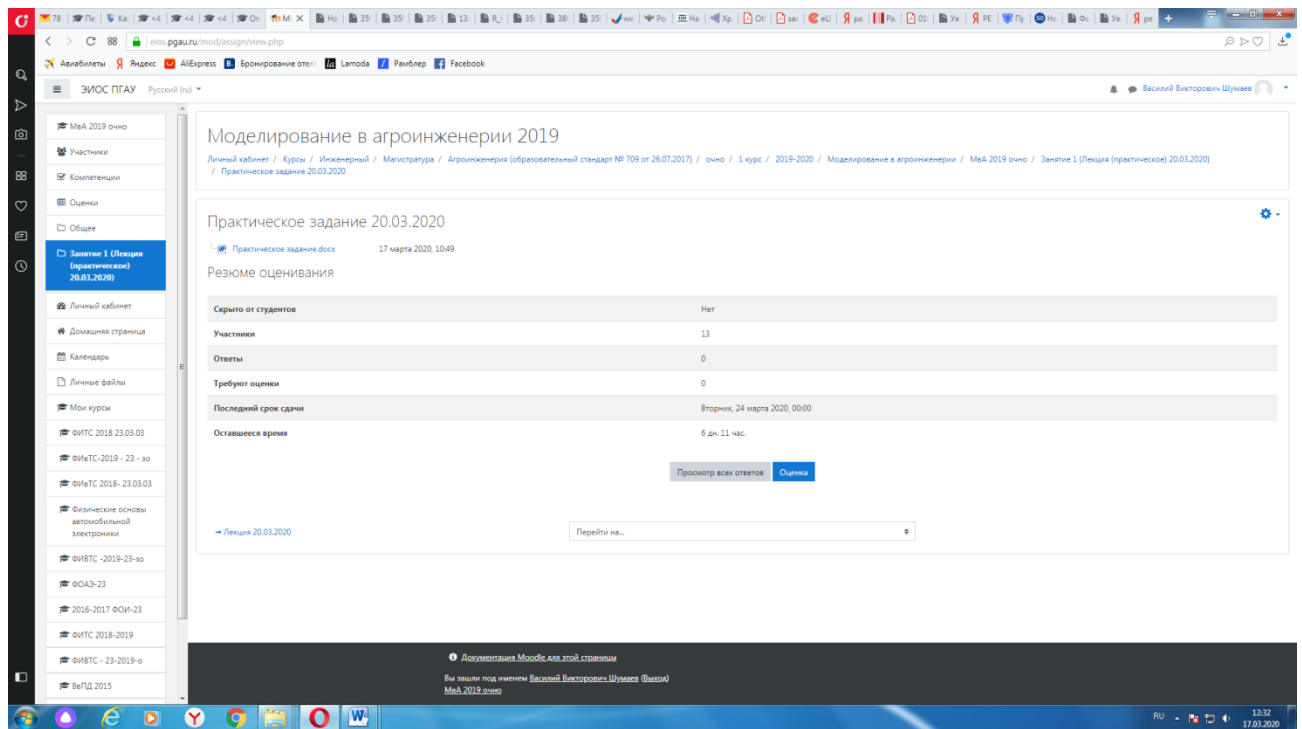 eios.pgau.ru/mod/assign/view.php
Авиабилеты Яндекс AliExpress Бронирование отел Lamoda Рамблер Facebook
ЭИОС ПГАУ Русский (ru)
Василий Викторович Шумаев
МвА 2019 очно
Участники
Компетенции
Оценки
Общее
Занятие 1 (Лекция
(практическое)
20.03.2020)
Личный кабинет
Домашняя страница
Календарь
Личные файлы
Мои курсы
ФИТС 2018 23.03.03
ФИвТС-2019 - 23 - зо
ФИвТС 2018- 23.03.03
Физические основы
автомобильной
электроники
ФИВТС -2019-23-зо
ФОАЭ-23
2016-2017 ФОИ-23
ФИТС 2018-2019
ФИВТС - 23-2019-о
ВеПД 2015
Моделирование в агроинженерии 2019
Личный кабинет / Курсы / Инженерный / Магистратура / Агроинженерия (образовательный стандарт № 709 от 26.07.2017) / очно / 1 курс / 2019-2020 / Моделирование в агроинженерии / МвА 2019 очно / Занятие 1 (Лекция (практическое) 20.03.2020)
/ Практическое задание 20.03.2020
Практическое задание 20.03.2020
Практическое задание.docx 17 марта 2020, 10:49
Резюме оценивания
Скрыто от студентов Нет
Участники 13
Ответы 0
Требуют оценки 0
Последний срок сдачи Вторник, 24 марта 2020, 00:00
Оставшееся время 6 дн. 11 час.
Просмотр всех ответов Оценка
→ Лекция 20.03.2020 Перейти на...
Документация Moodle для этой страницы
Вы зашли под именем Василий Викторович Шумаев (Выход)
МвА 2019 очно
RU 12:32
17.03.2020